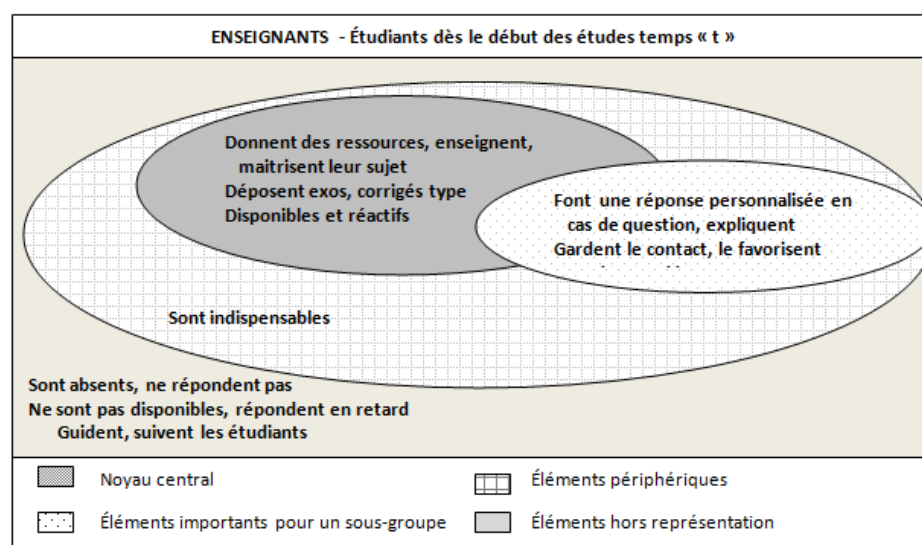 ENSEIGNANTS - Étudiants dès le début des études temps « t »
Donnent des ressources, enseignent,
maitrisent leur sujet
Déposent exos, corrigés type
Disponibles et réactifs
Font une réponse personnalisée en
cas de question, expliquent
Gardent le contact, le favorisent
Sont indispensables
Sont absents, ne répondent pas
Ne sont pas disponibles, répondent en retard
Guident, suivent les étudiants
Noyau central
Éléments périphériques
Éléments importants pour un sous-groupe
Éléments hors représentation